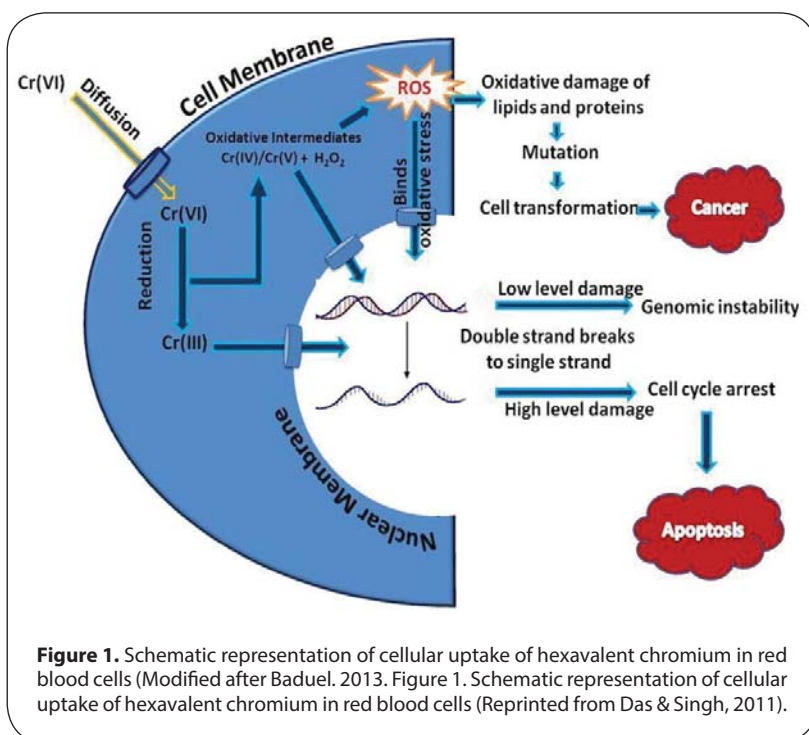 Cell Membrane
Cr(VI)
Diffusion
ROS
Oxidative damage of
lipids and proteins
Oxidative Intermediates
Cr(IV)/Cr(V) + H₂O₂
Binds
oxidative stress
Mutation
Cell transformation
Cancer
Cr(VI)
Reduction
Cr(III)
Low level damage
Genomic instability
Double strand breaks
to single strand
High level damage
Cell cycle arrest
Nuclear Membrane
Apoptosis
Figure 1. Schematic representation of cellular uptake of hexavalent chromium in red
blood cells (Modified after Baduel. 2013. Figure 1. Schematic representation of cellular
uptake of hexavalent chromium in red blood cells (Reprinted from Das & Singh, 2011).